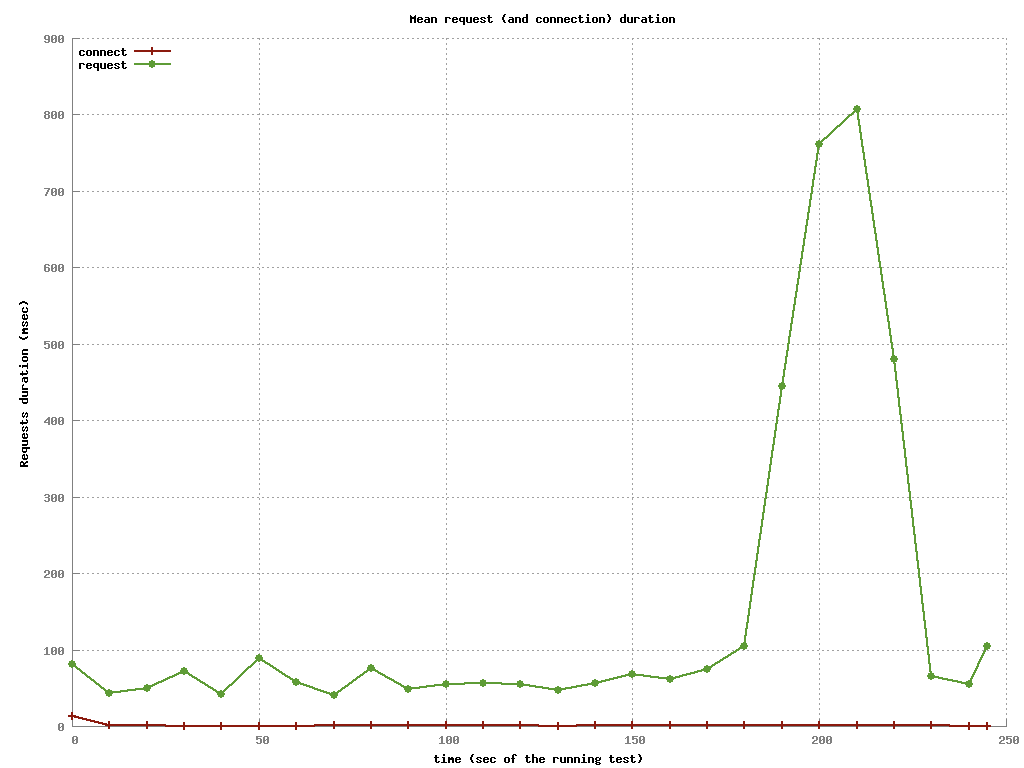 Mean request (and connection) duration
900
connect
request
800
700
600
500
400
300
200
100
0
Requests duration (msec)
0 50 100 150 200 250
time (sec of the running test)